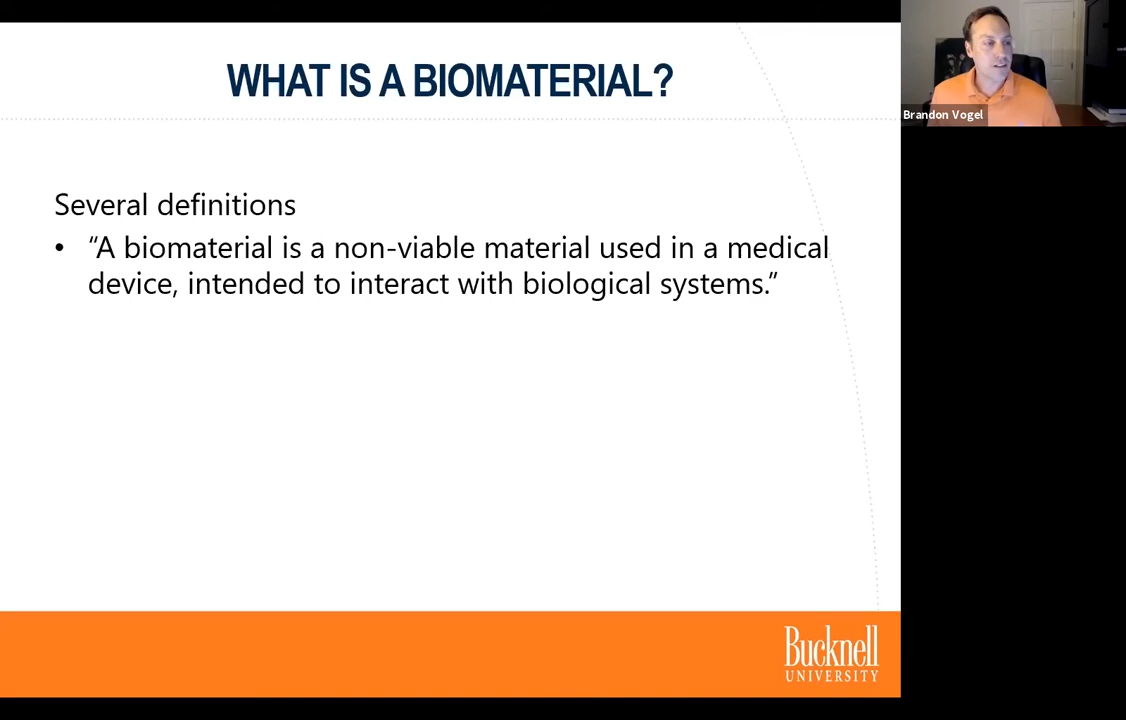 WHAT IS A BIOMATERIAL?
Brandon Vogel
Several definitions
• “A biomaterial is a non-viable material used in a medical
device, intended to interact with biological systems.”
Bucknell
UNIVERSITY